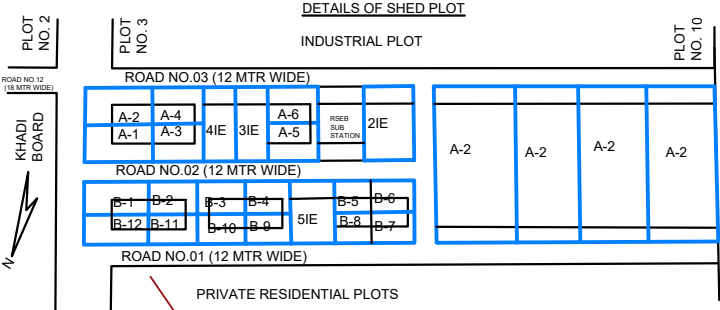 DETAILS OF SHED PLOT
PLOT
NO. 2
PLOT
NO. 3
INDUSTRIAL PLOT
PLOT
NO. 10
ROAD NO.12
(18 MTR WIDE)
ROAD NO.03 (12 MTR WIDE)
KHADI
BOARD
A-2 A-4 4IE 3IE A-6 RSEB
SUB
STATION 2IE
A-1 A-3 A-5
A-2 A-2 A-2 A-2
ROAD NO.02 (12 MTR WIDE)
B-1 B-2 B-3 B-4 5IE B-5 B-6
B-12 B-11 B-10 B-9 B-8 B-7
N
ROAD NO.01 (12 MTR WIDE)
PRIVATE RESIDENTIAL PLOTS